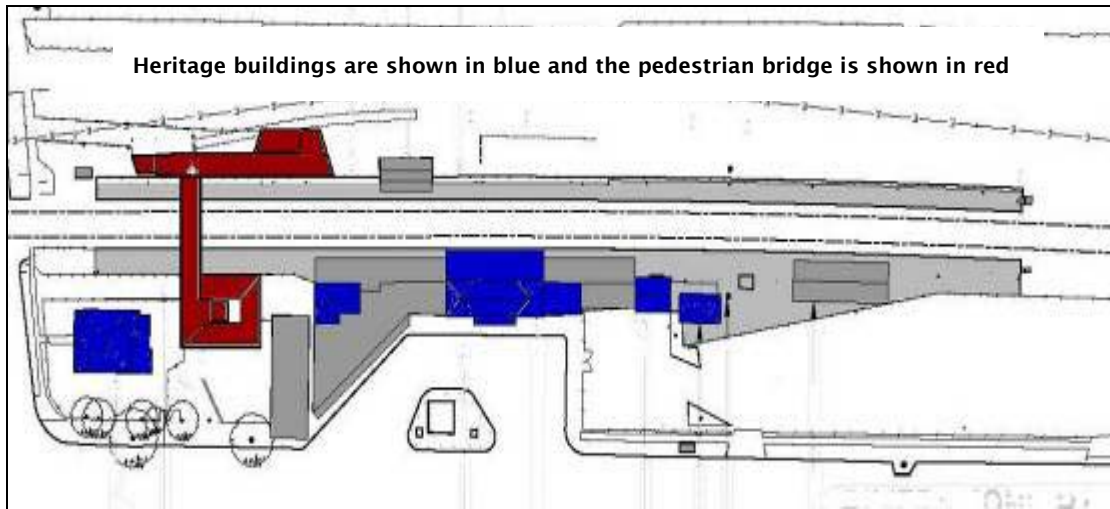 Heritage buildings are shown in blue and the pedestrian bridge is shown in red